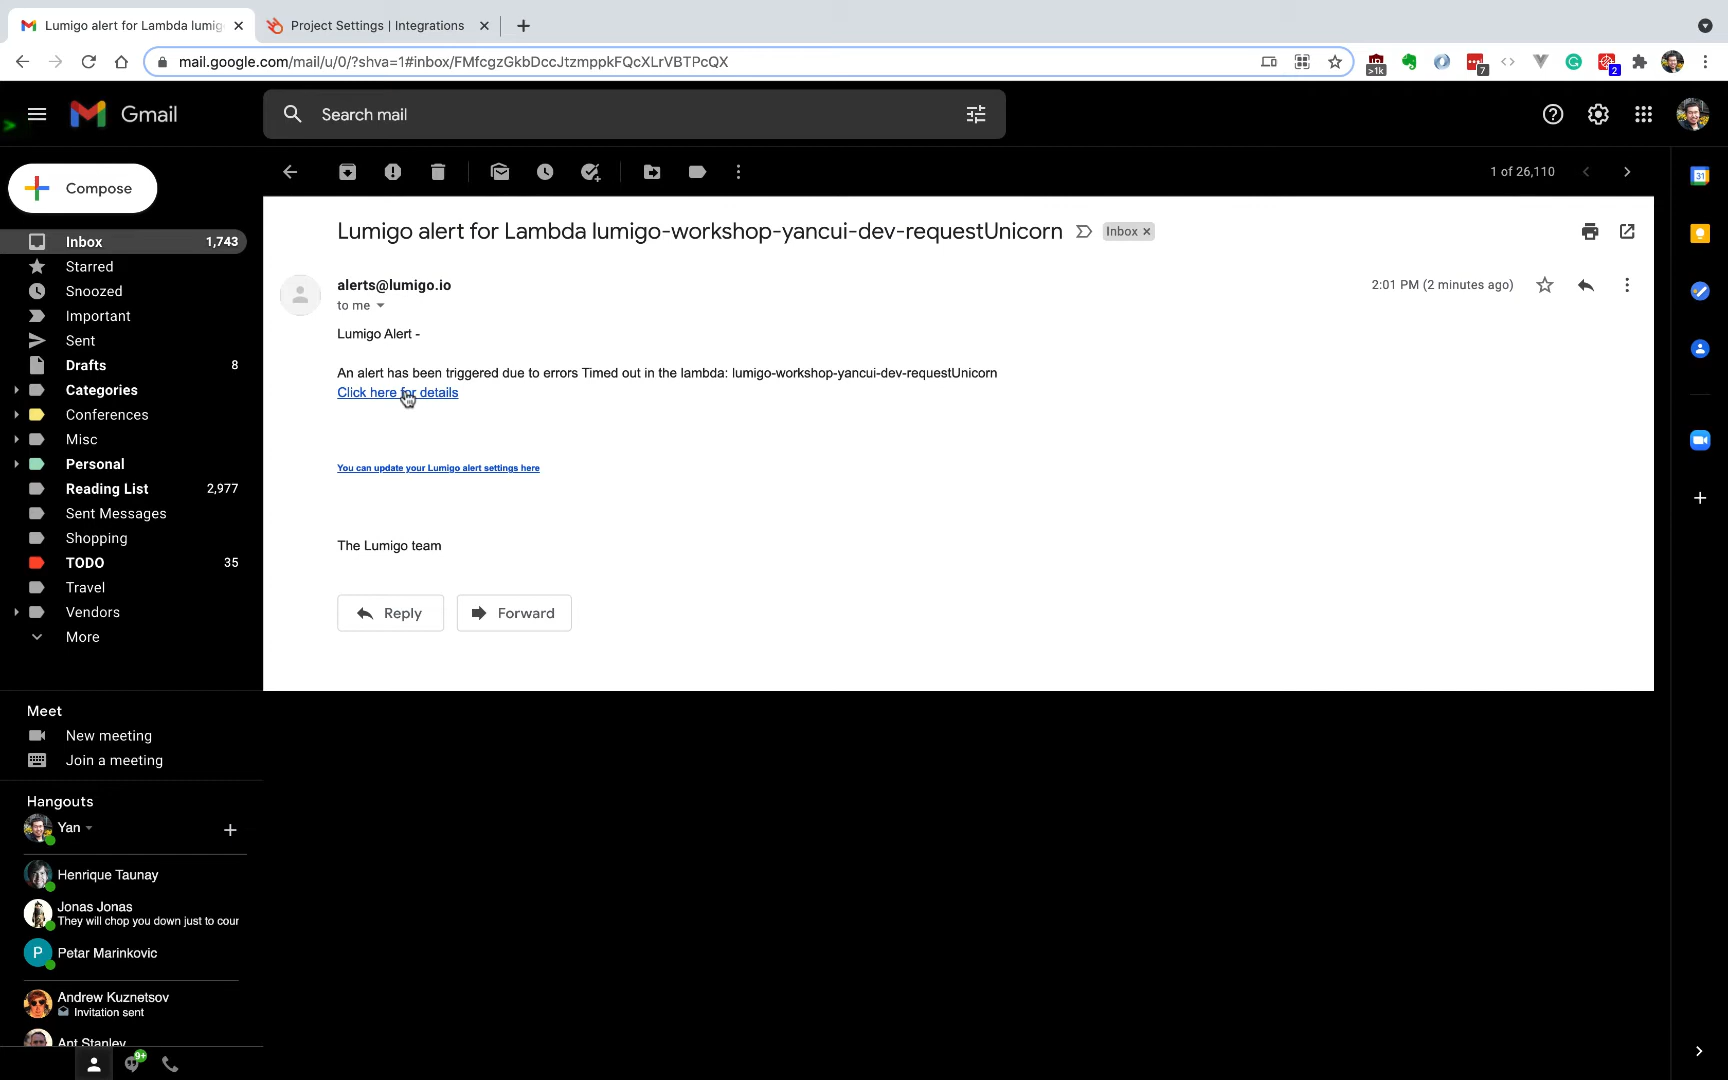 Lumigo alert for Lambda lumig
Project Settings | Integrations
mail.google.com/mail/u/0/?shva=1#inbox/FMfcgzGkbDccJtzmppkFQcXLrVBTPcQX
>1k
7
2
Gmail
Search mail
Compose
1 of 26,110
31
Inbox 1,743
Starred
Snoozed
Important
Sent
Drafts 8
Categories
Conferences
Misc
Personal
Reading List 2,977
Sent Messages
Shopping
TODO 35
Travel
Vendors
More
Lumigo alert for Lambda lumigo-workshop-yancui-dev-requestUnicorn
Inbox ×
alerts@lumigo.io
2:01 PM (2 minutes ago)
to me
Lumigo Alert -
An alert has been triggered due to errors Timed out in the lambda: lumigo-workshop-yancui-dev-requestUnicorn
Click here for details
You can update your Lumigo alert settings here
The Lumigo team
Reply
Forward
Meet
New meeting
Join a meeting
Hangouts
Yan
Henrique Taunay
Jonas Jonas
They will chop you down just to cour
P
Petar Marinkovic
Andrew Kuznetsov
Invitation sent
Ant Stanley
9+